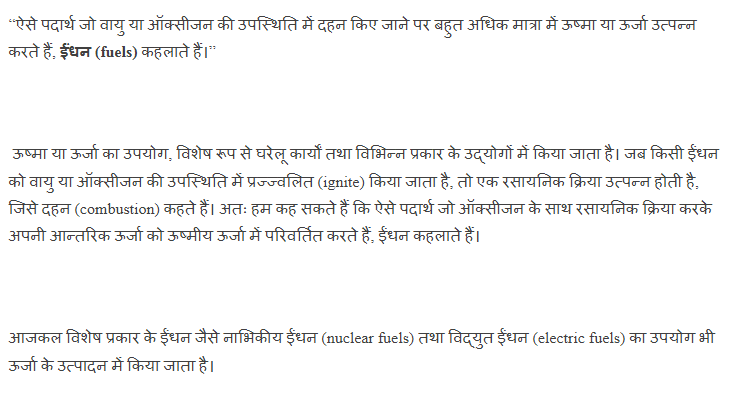 “ऐसे पदार्थ जो वायु या ऑक्सीजन की उपस्थिति में दहन किए जाने पर बहुत अधिक मात्रा में ऊष्मा या ऊर्जा उत्पन्न
करते हैं, ईंधन (fuels) कहलाते हैं।”
ऊष्मा या ऊर्जा का उपयोग, विशेष रूप से घरेलू कार्यों तथा विभिन्न प्रकार के उद्योगों में किया जाता है। जब किसी ईंधन
को वायु या ऑक्सीजन की उपस्थिति में प्रज्ज्वलित (ignite) किया जाता है, तो एक रसायनिक क्रिया उत्पन्न होती है,
जिसे दहन (combustion) कहते हैं। अतः हम कह सकते हैं कि ऐसे पदार्थ जो ऑक्सीजन के साथ रसायनिक क्रिया करके
अपनी आन्तरिक ऊर्जा को ऊष्मीय ऊर्जा में परिवर्तित करते हैं, ईंधन कहलाते हैं।
आजकल विशेष प्रकार के ईंधन जैसे नाभिकीय ईंधन (nuclear fuels) तथा विद्युत ईंधन (electric fuels) का उपयोग भी
ऊर्जा के उत्पादन में किया जाता है।